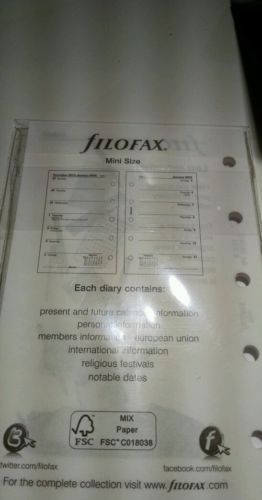 fILOFAX
Mini Size
Each diary contains:
present and future calendar information
personal information
members information - european union
international information
religious festivals
notable dates
FSC
MIX
Paper
FSC® C018038
twitter.com/filofax
f
facebook.com/filofax
For the complete collection visit www.fILOFAX.com